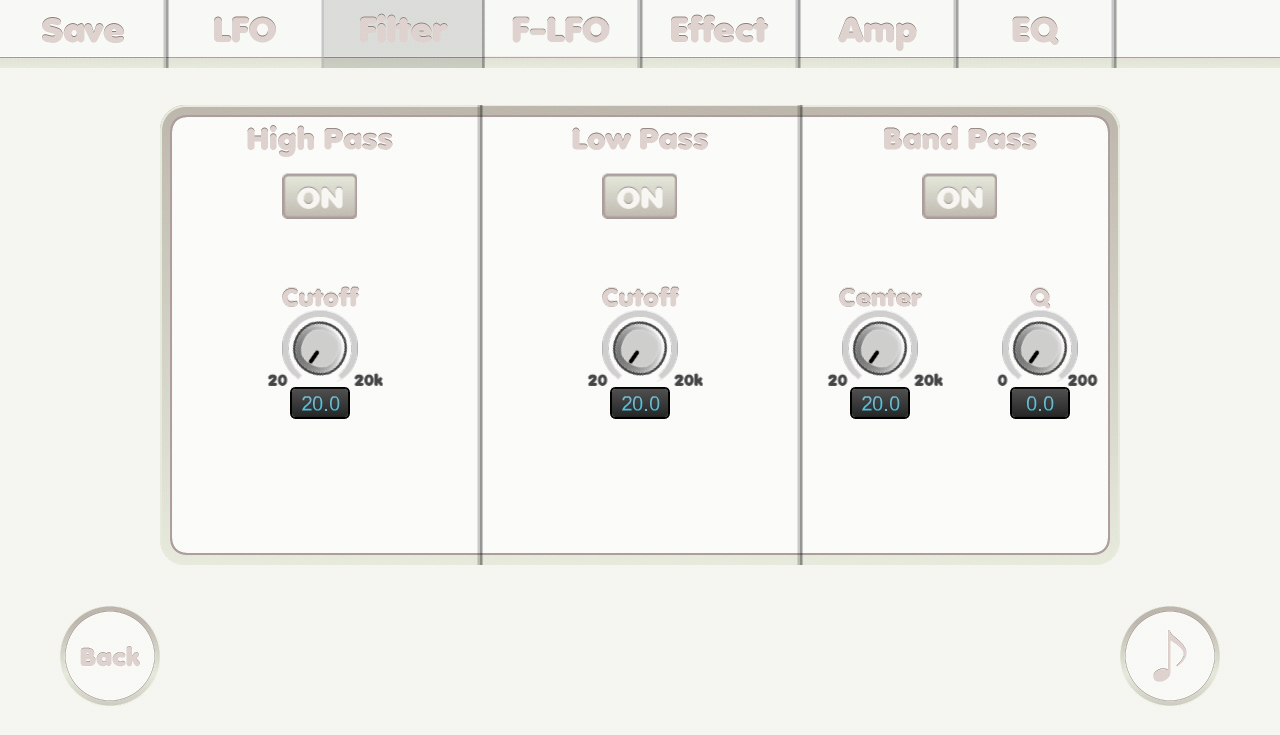 Save LFO Filter F-LFO Effect Amp EQ
High Pass Low Pass Band Pass
ON ON ON
Cutoff Cutoff Center Q
20 20k 20 20k 20 20k 0 200
20.0 20.0 20.0 0.0
Back